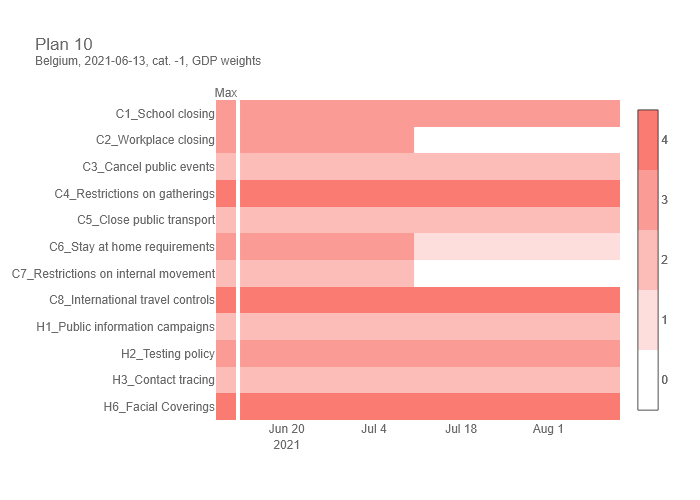 Plan 10
Belgium, 2021-06-13, cat. -1, GDP weights
Max
C1_School closing
C2_Workplace closing
C3_Cancel public events
C4_Restrictions on gatherings
C5_Close public transport
C6_Stay at home requirements
C7_Restrictions on internal movement
C8_International travel controls
H1_Public information campaigns
H2_Testing policy
H3_Contact tracing
H6_Facial Coverings
Jun 20 Jul 4 Jul 18 Aug 1
2021
4
3
2
1
0